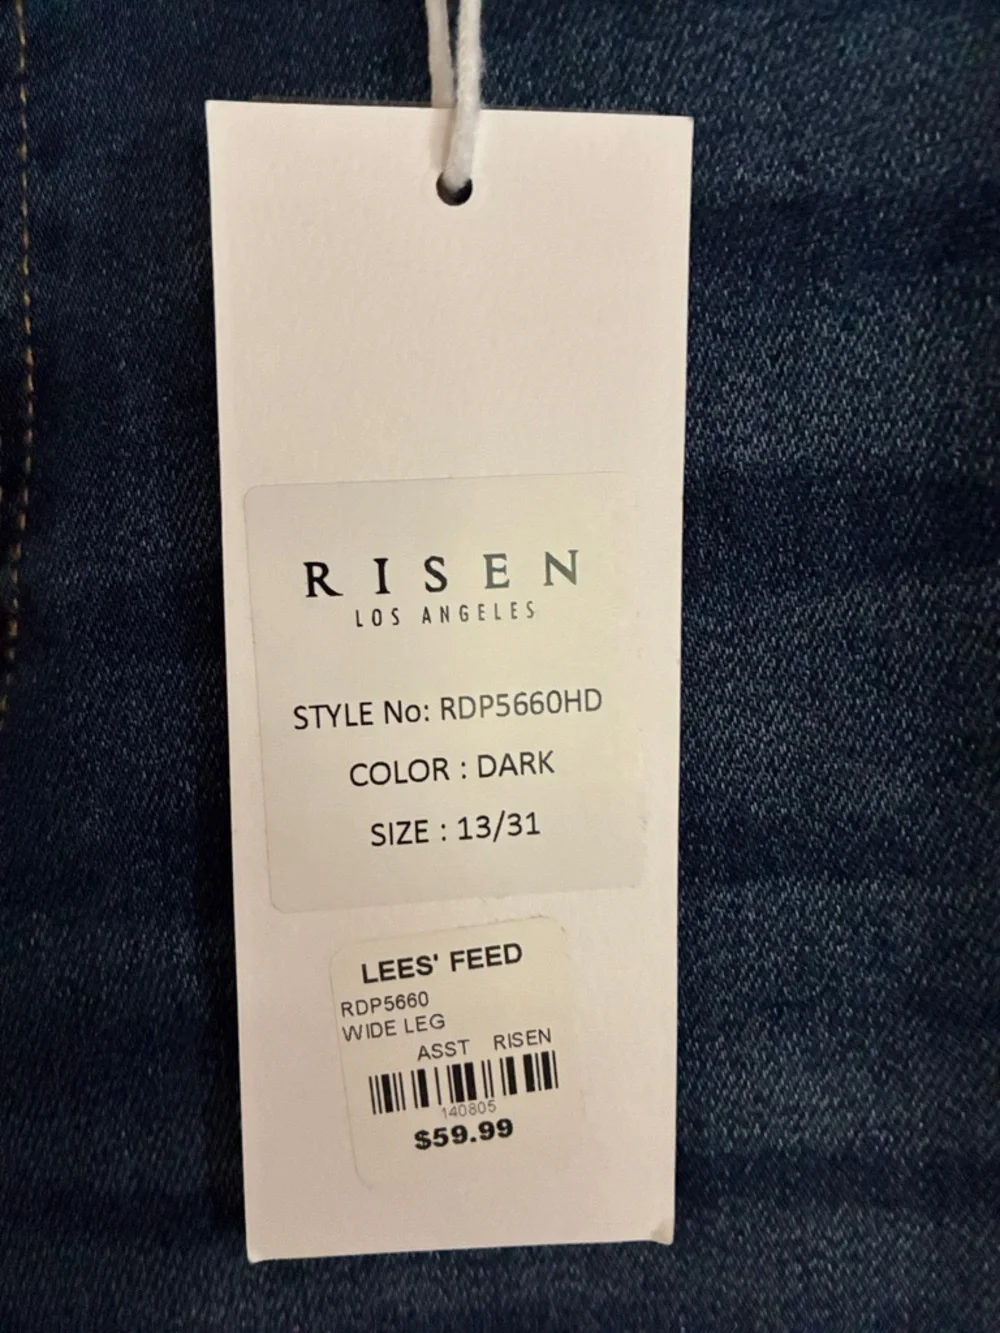 RISEN
LOS ANGELES
STYLE No: RDP5660HD
COLOR : DARK
SIZE : 13/31
LEES' FEED
RDP5660
WIDE LEG
ASST RISEN
140805
$59.99